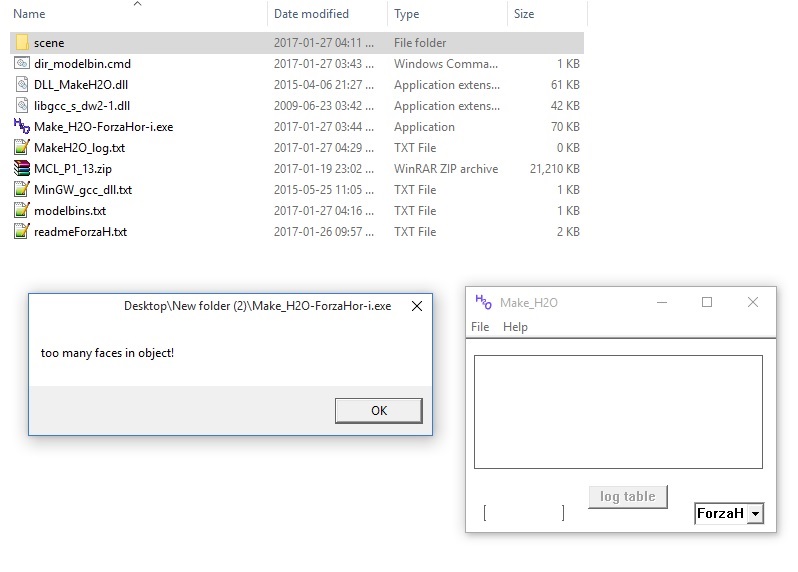 Name Date modified Type Size
scene 2017-01-27 04:11 ... File folder
dir_modelbin.cmd 2017-01-27 03:43 ... Windows Comma... 1 KB
DLL_MakeH2O.dll 2015-04-06 21:27 ... Application extens... 61 KB
libgcc_s_dw2-1.dll 2009-06-23 03:42 ... Application extens... 42 KB
Make_H2O-ForzaHor-i.exe 2017-01-27 03:44 ... Application 70 KB
MakeH2O_log.txt 2017-01-27 04:29 ... TXT File 0 KB
MCL_P1_13.zip 2017-01-19 23:02 ... WinRAR ZIP archive 21,210 KB
MinGW_gcc_dll.txt 2015-05-25 11:05 ... TXT File 1 KB
modelbins.txt 2017-01-27 04:16 ... TXT File 1 KB
readmeForzaH.txt 2017-01-26 09:57 ... TXT File 2 KB
Desktop\New folder (2)\Make_H2O-ForzaHor-i.exe
too many faces in object!
OK
H2O Make_H2O
File Help
log table
[ ]
ForzaH